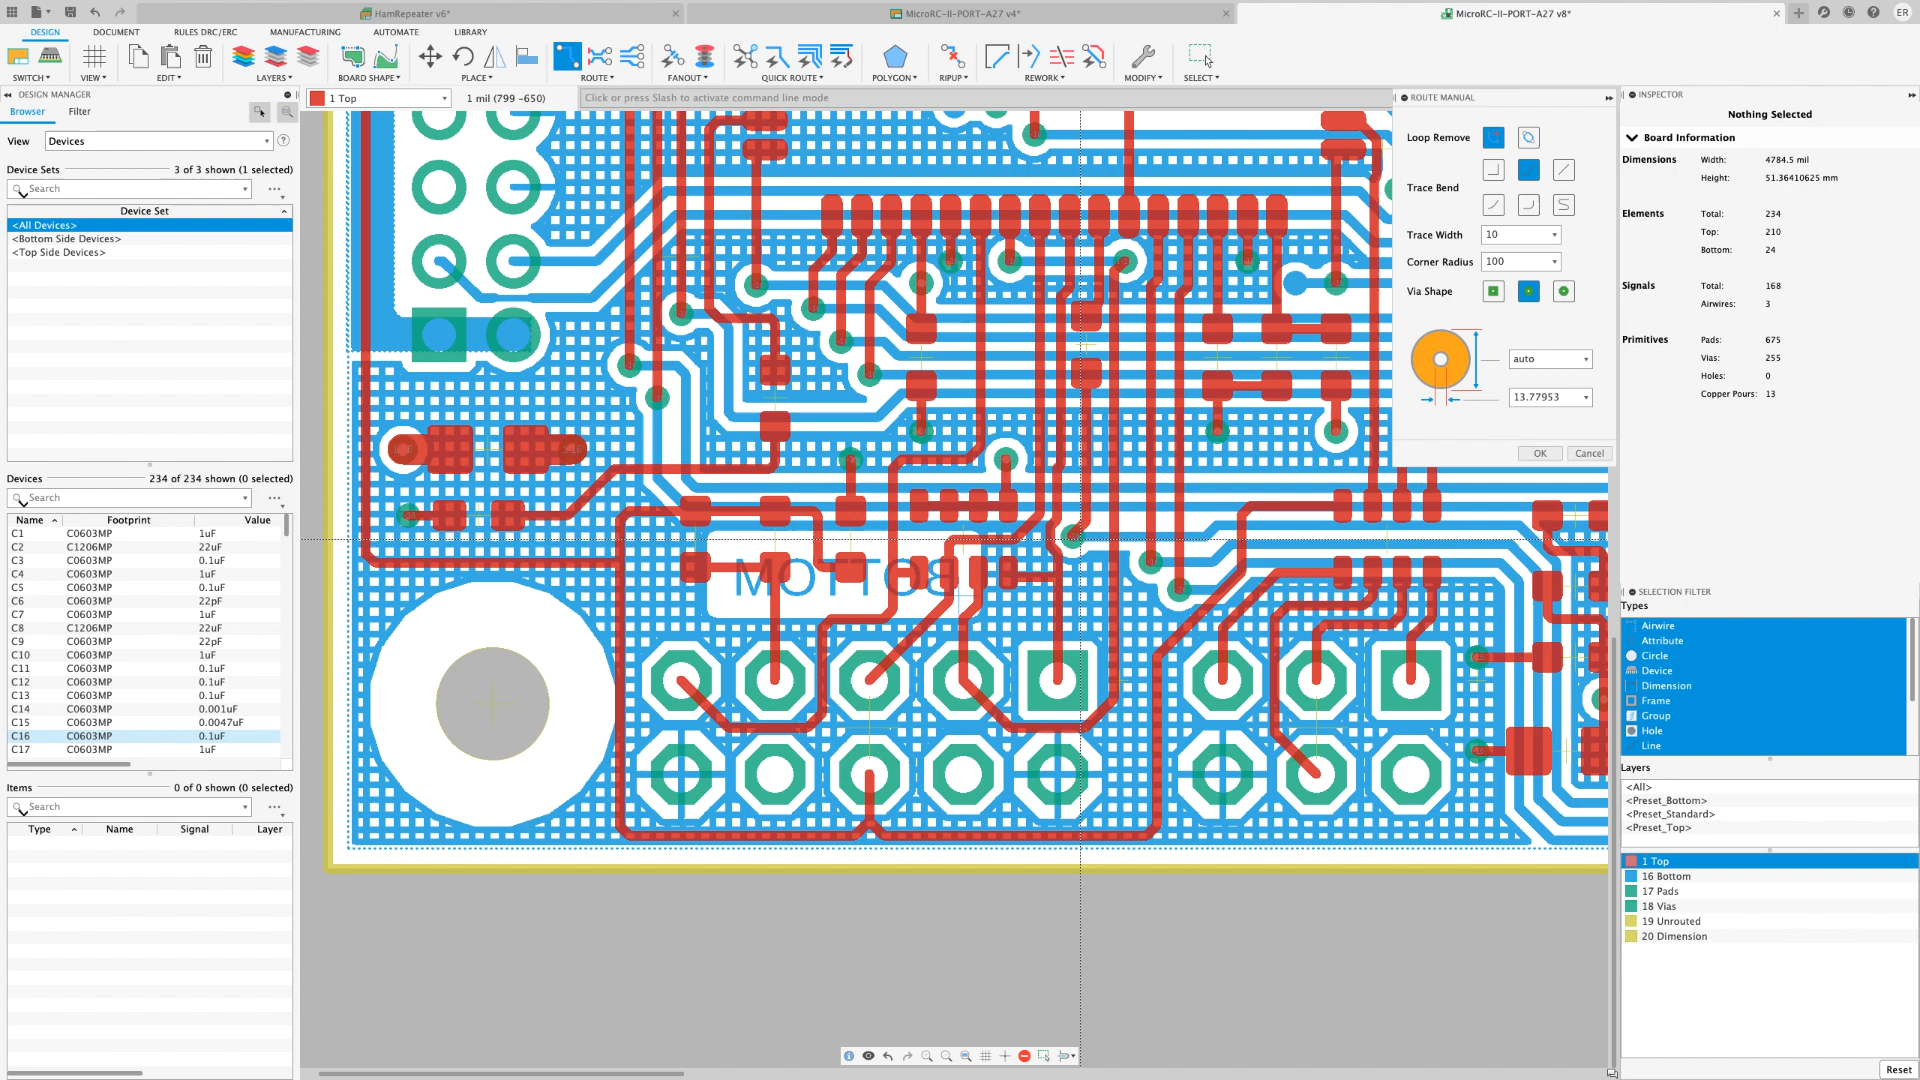 HamRepeater v6*
MicroRC-II-PORT-A27 v4*
MicroRC-II-PORT-A27 v8*
ER
DESIGN
DOCUMENT
RULES DRC/ERC
MANUFACTURING
AUTOMATE
LIBRARY
SWITCH
VIEW
EDIT
LAYERS
BOARD SHAPE
PLACE
ROUTE
FANOUT
QUICK ROUTE
POLYGON
RIPUP
REWORK
MODIFY
SELECT
DESIGN MANAGER
Browser
Filter
View
Devices
Device Sets
3 of 3 shown (1 selected)
Search
Device Set
<All Devices>
<Bottom Side Devices>
<Top Side Devices>
Devices
234 of 234 shown (0 selected)
Search
Name Footprint Value
C1 C0603MP 1uF
C2 C1206MP 22uF
C3 C0603MP 0.1uF
C4 C0603MP 1uF
C5 C0603MP 0.1uF
C6 C0603MP 22pF
C7 C0603MP 1uF
C8 C1206MP 22uF
C9 C0603MP 22pF
C10 C0603MP 1uF
C11 C0603MP 0.1uF
C12 C0603MP 0.1uF
C13 C0603MP 0.1uF
C14 C0603MP 0.001uF
C15 C0603MP 0.0047uF
C16 C0603MP 0.1uF
C17 C0603MP 1uF
Items
0 of 0 shown (0 selected)
Search
Type Name Signal Layer
1 Top
1 mil (799 -650)
Click or press Slash to activate command line mode
BOTTOM
ROUTE MANUAL
Loop Remove
Trace Bend
Trace Width 10
Corner Radius 100
Via Shape
auto
13.77953
OK
Cancel
INSPECTOR
Nothing Selected
Board Information
Dimensions Width: 4784.5 mil
Height: 51.36410625 mm
Elements Total: 234
Top: 210
Bottom: 24
Signals Total: 168
Airwires: 3
Primitives Pads: 675
Vias: 255
Holes: 0
Copper Pours: 13
SELECTION FILTER
Types
Airwire
Attribute
Circle
Device
Dimension
Frame
Group
Hole
Line
Layers
<All>
<Preset_Bottom>
<Preset_Standard>
<Preset_Top>
1 Top
16 Bottom
17 Pads
18 Vias
19 Unrouted
20 Dimension
Reset